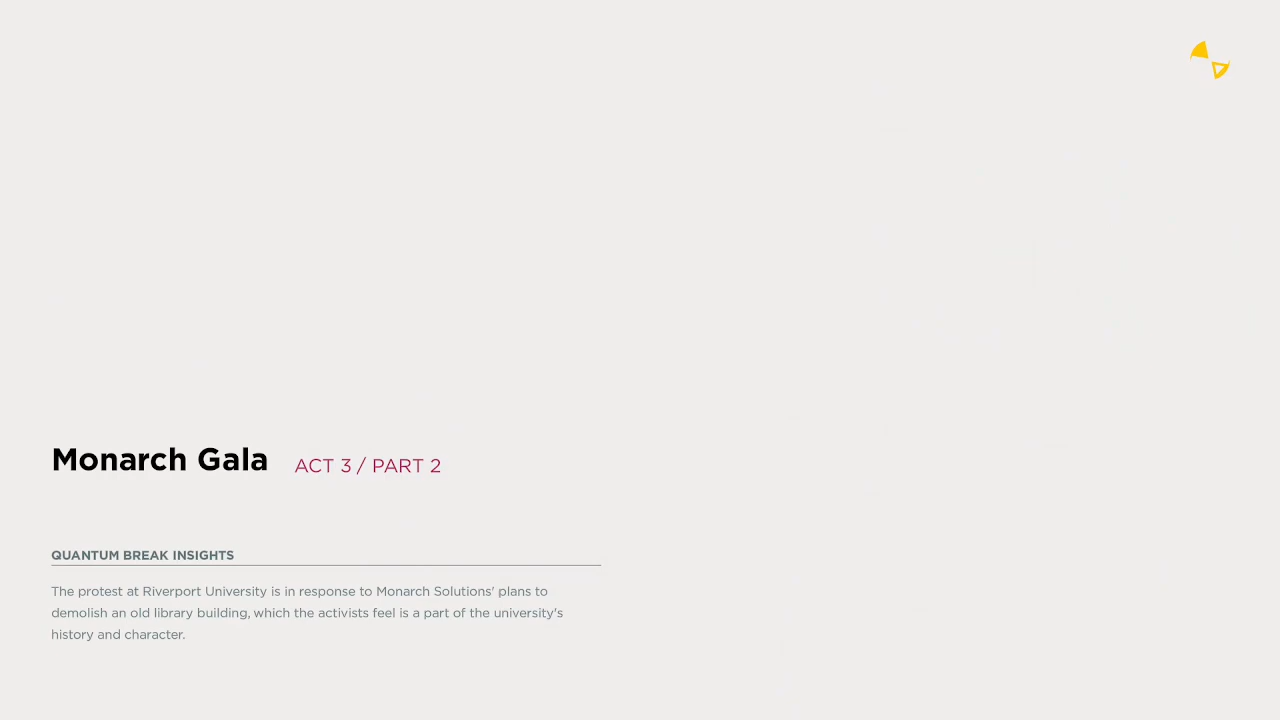 Monarch Gala ACT 3 / PART 2
QUANTUM BREAK INSIGHTS
The protest at Riverport University is in response to Monarch Solutions' plans to
demolish an old library building, which the activists feel is a part of the university's
history and character.